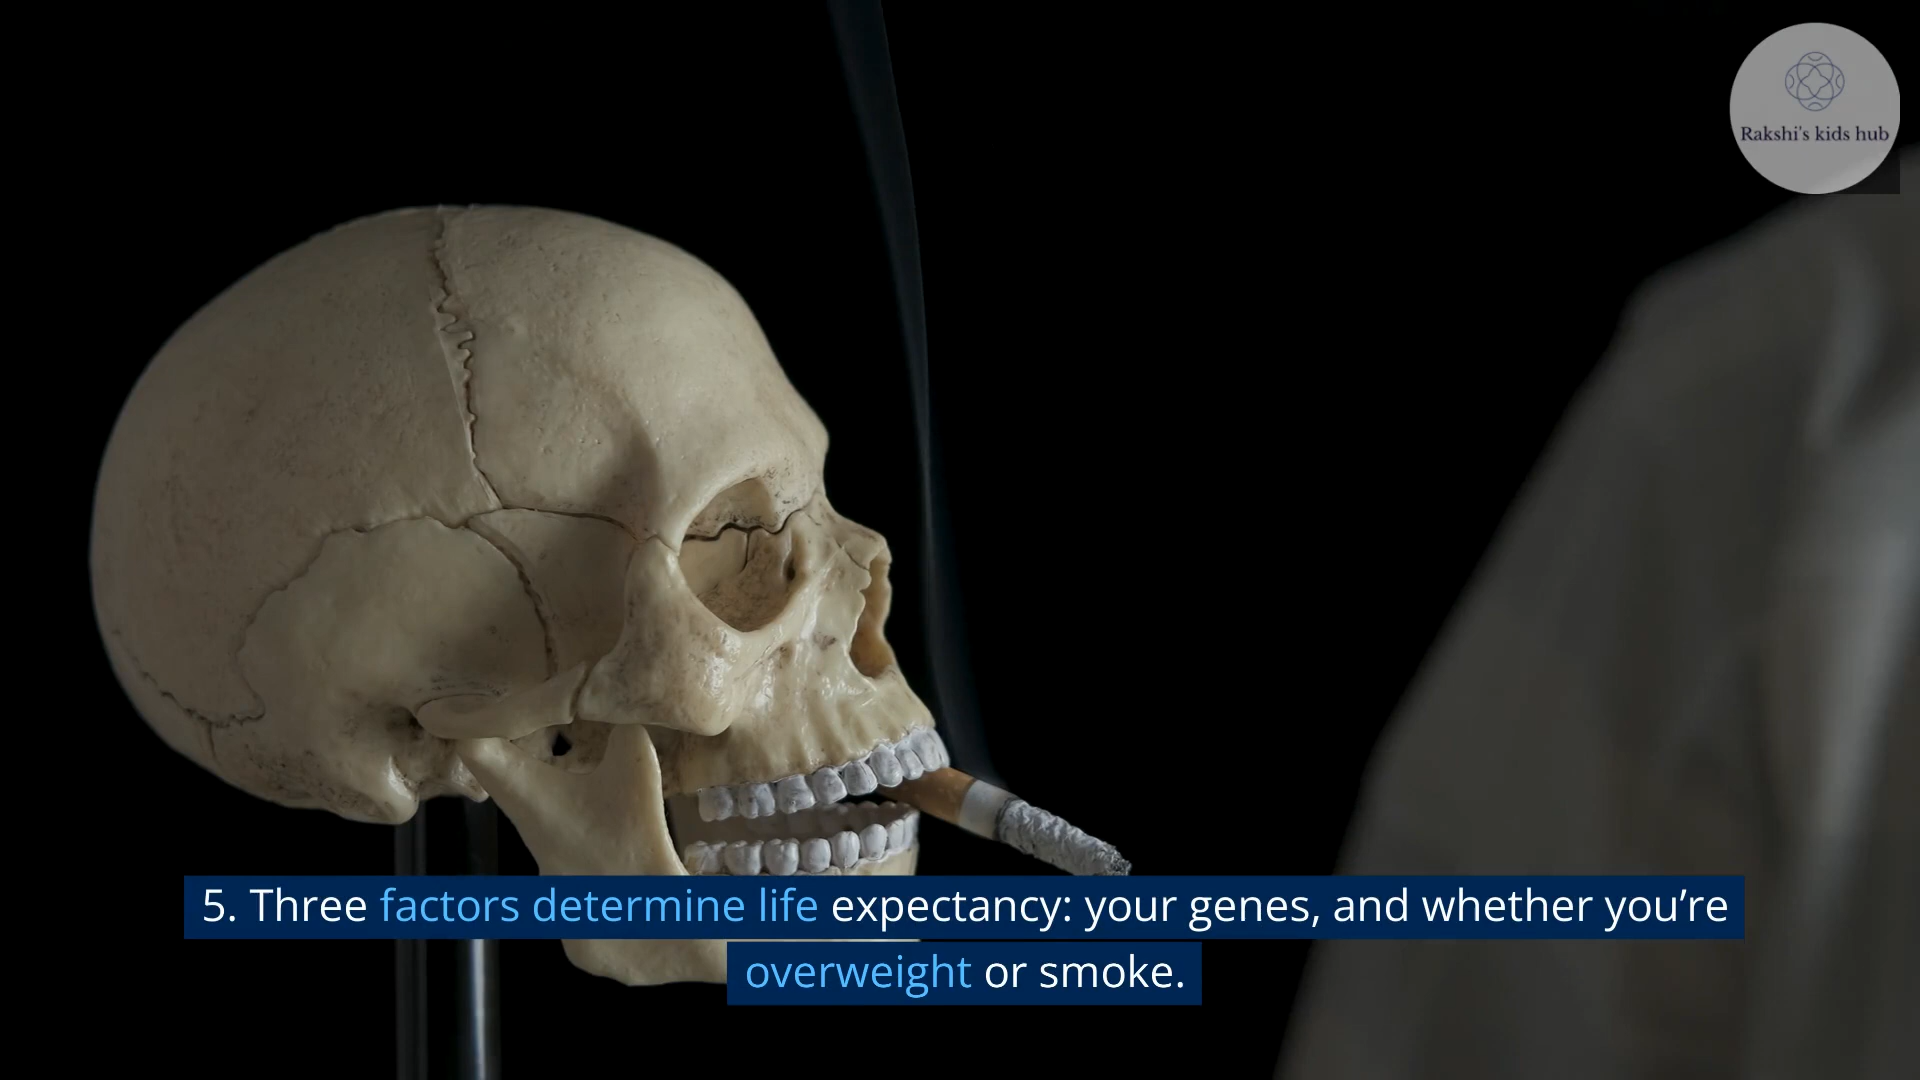 Rakshi's kids hub
5. Three factors determine life expectancy: your genes, and whether you’re
overweight or smoke.